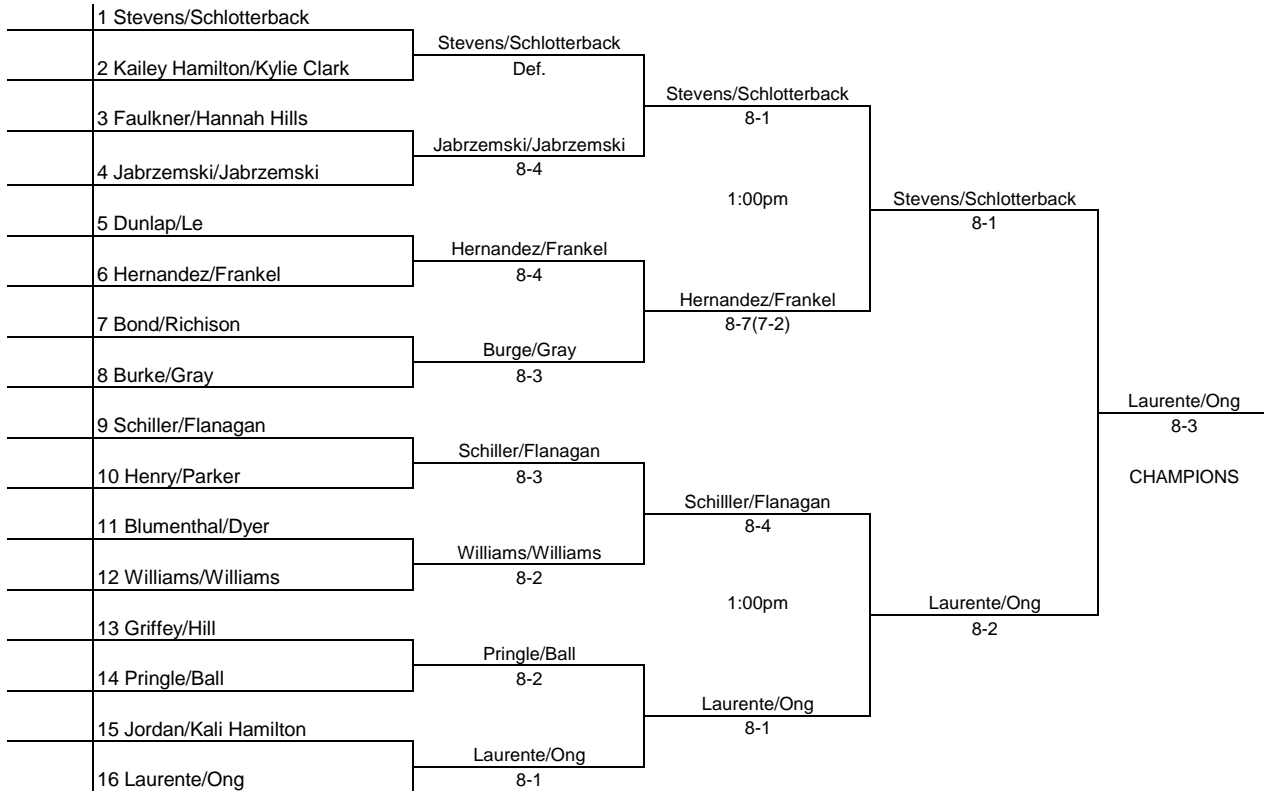 1 Stevens/Schlotterback
2 Kailey Hamilton/Kylie Clark
3 Faulkner/Hannah Hills
4 Jabrzemski/Jabrzemski
5 Dunlap/Le
6 Hernandez/Frankel
7 Bond/Richison
8 Burke/Gray
9 Schiller/Flanagan
10 Henry/Parker
11 Blumenthal/Dyer
12 Williams/Williams
13 Griffey/Hill
14 Pringle/Ball
15 Jordan/Kali Hamilton
16 Laurente/Ong
Stevens/Schlotterback
Def.
Jabrzemski/Jabrzemski
8-4
Hernandez/Frankel
8-4
Burge/Gray
8-3
Schiller/Flanagan
8-3
Williams/Williams
8-2
Pringle/Ball
8-2
Laurente/Ong
8-1
Stevens/Schlotterback
8-1
1:00pm
Hernandez/Frankel
8-7(7-2)
Schilller/Flanagan
8-4
1:00pm
Laurente/Ong
8-1
Stevens/Schlotterback
8-1
Laurente/Ong
8-2
Laurente/Ong
8-3
CHAMPIONS